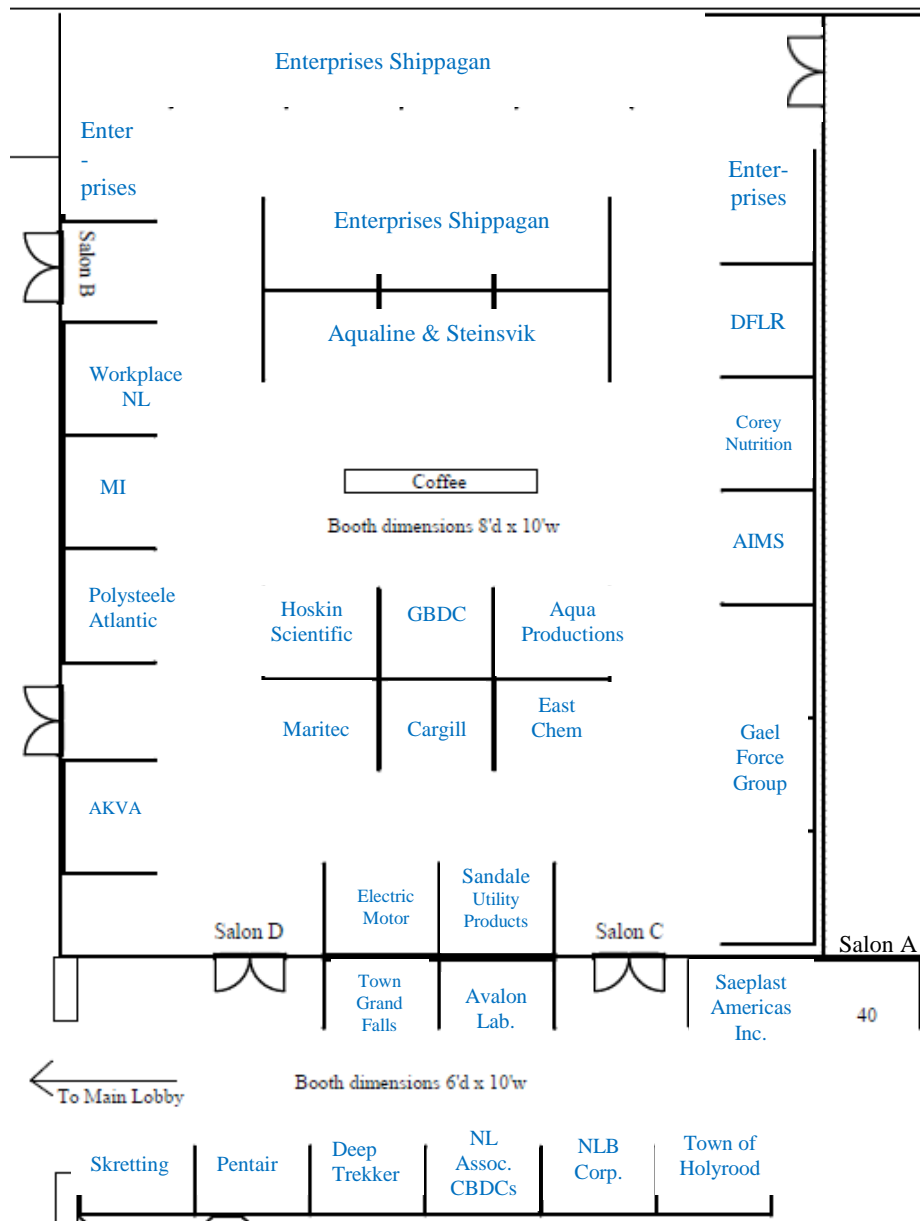 Enterprises Shippagan
Enter
-
prises
Enter-
prises
Enterprises Shippagan
Salon B
Aqualine & Steinsvik
DFLR
Workplace
NL
Corey
Nutrition
Coffee
MI
Booth dimensions 8'd x 10'w
AIMS
Polysteele
Atlantic
Hoskin
Scientific
GBDC
Aqua
Productions
Maritec
Cargill
East
Chem
Gael
Force
Group
AKVA
Electric
Motor
Sandale
Utility
Products
Salon D
Salon C
Salon A
Town
Grand
Falls
Avalon
Lab.
Saeplast
Americas
Inc.
40
To Main Lobby
Booth dimensions 6'd x 10'w
Skretting
Pentair
Deep
Trekker
NL
Assoc.
CBDCs
NLB
Corp.
Town of
Holyrood